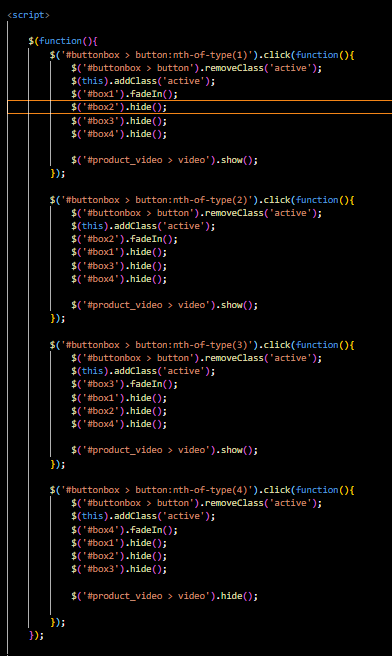 <script>
$(function(){
$('#buttonbox > button:nth-of-type(1)').click(function(){
$('#buttonbox > button').removeClass('active');
$(this).addClass('active');
$('#box1').fadeIn();
$('#box2').hide();
$('#box3').hide();
$('#box4').hide();
$('#product_video > video').show();
});
$('#buttonbox > button:nth-of-type(2)').click(function(){
$('#buttonbox > button').removeClass('active');
$(this).addClass('active');
$('#box2').fadeIn();
$('#box1').hide();
$('#box3').hide();
$('#box4').hide();
$('#product_video > video').show();
});
$('#buttonbox > button:nth-of-type(3)').click(function(){
$('#buttonbox > button').removeClass('active');
$(this).addClass('active');
$('#box3').fadeIn();
$('#box1').hide();
$('#box2').hide();
$('#box4').hide();
$('#product_video > video').show();
});
$('#buttonbox > button:nth-of-type(4)').click(function(){
$('#buttonbox > button').removeClass('active');
$(this).addClass('active');
$('#box4').fadeIn();
$('#box1').hide();
$('#box2').hide();
$('#box3').hide();
$('#product_video > video').hide();
});
});